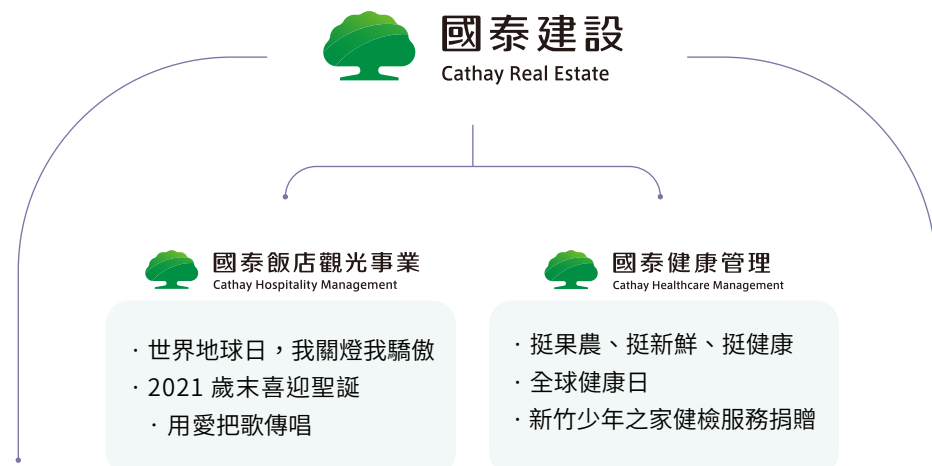 國泰建設
Cathay Real Estate
國泰飯店觀光事業
Cathay Hospitality Management
· 世界地球日，我關燈我驕傲
· 2021 歲末喜迎聖誕
· 用愛把歌傳唱
國泰健康管理
Cathay Healthcare Management
· 挺果農、挺新鮮、挺健康
· 全球健康日
· 新竹少年之家健檢服務捐贈